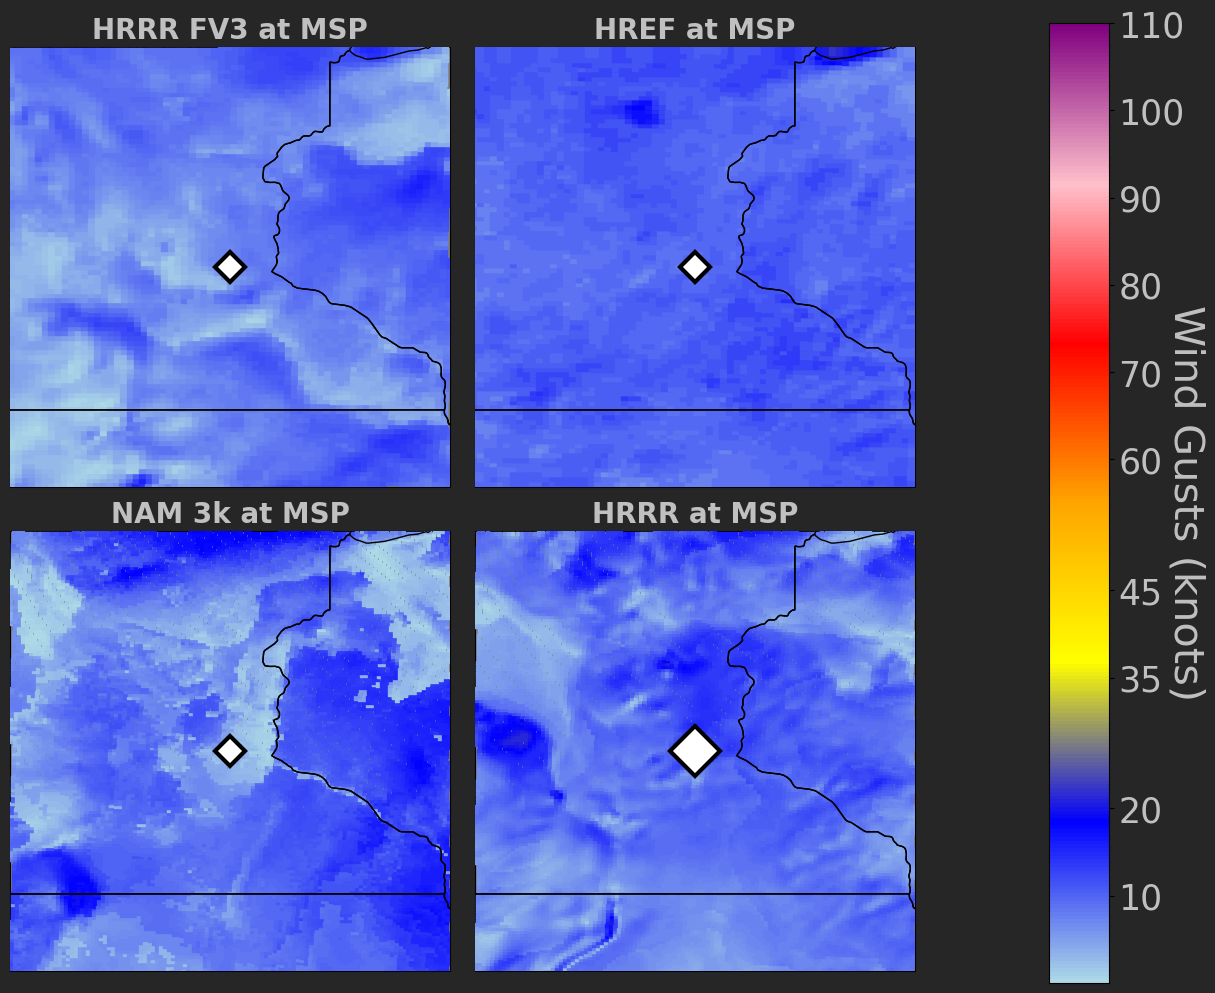 HRRR FV3 at MSP
HREF at MSP
NAM 3k at MSP
HRRR at MSP
110
100
90
80
70
60
45
35
20
10
Wind Gusts (knots)